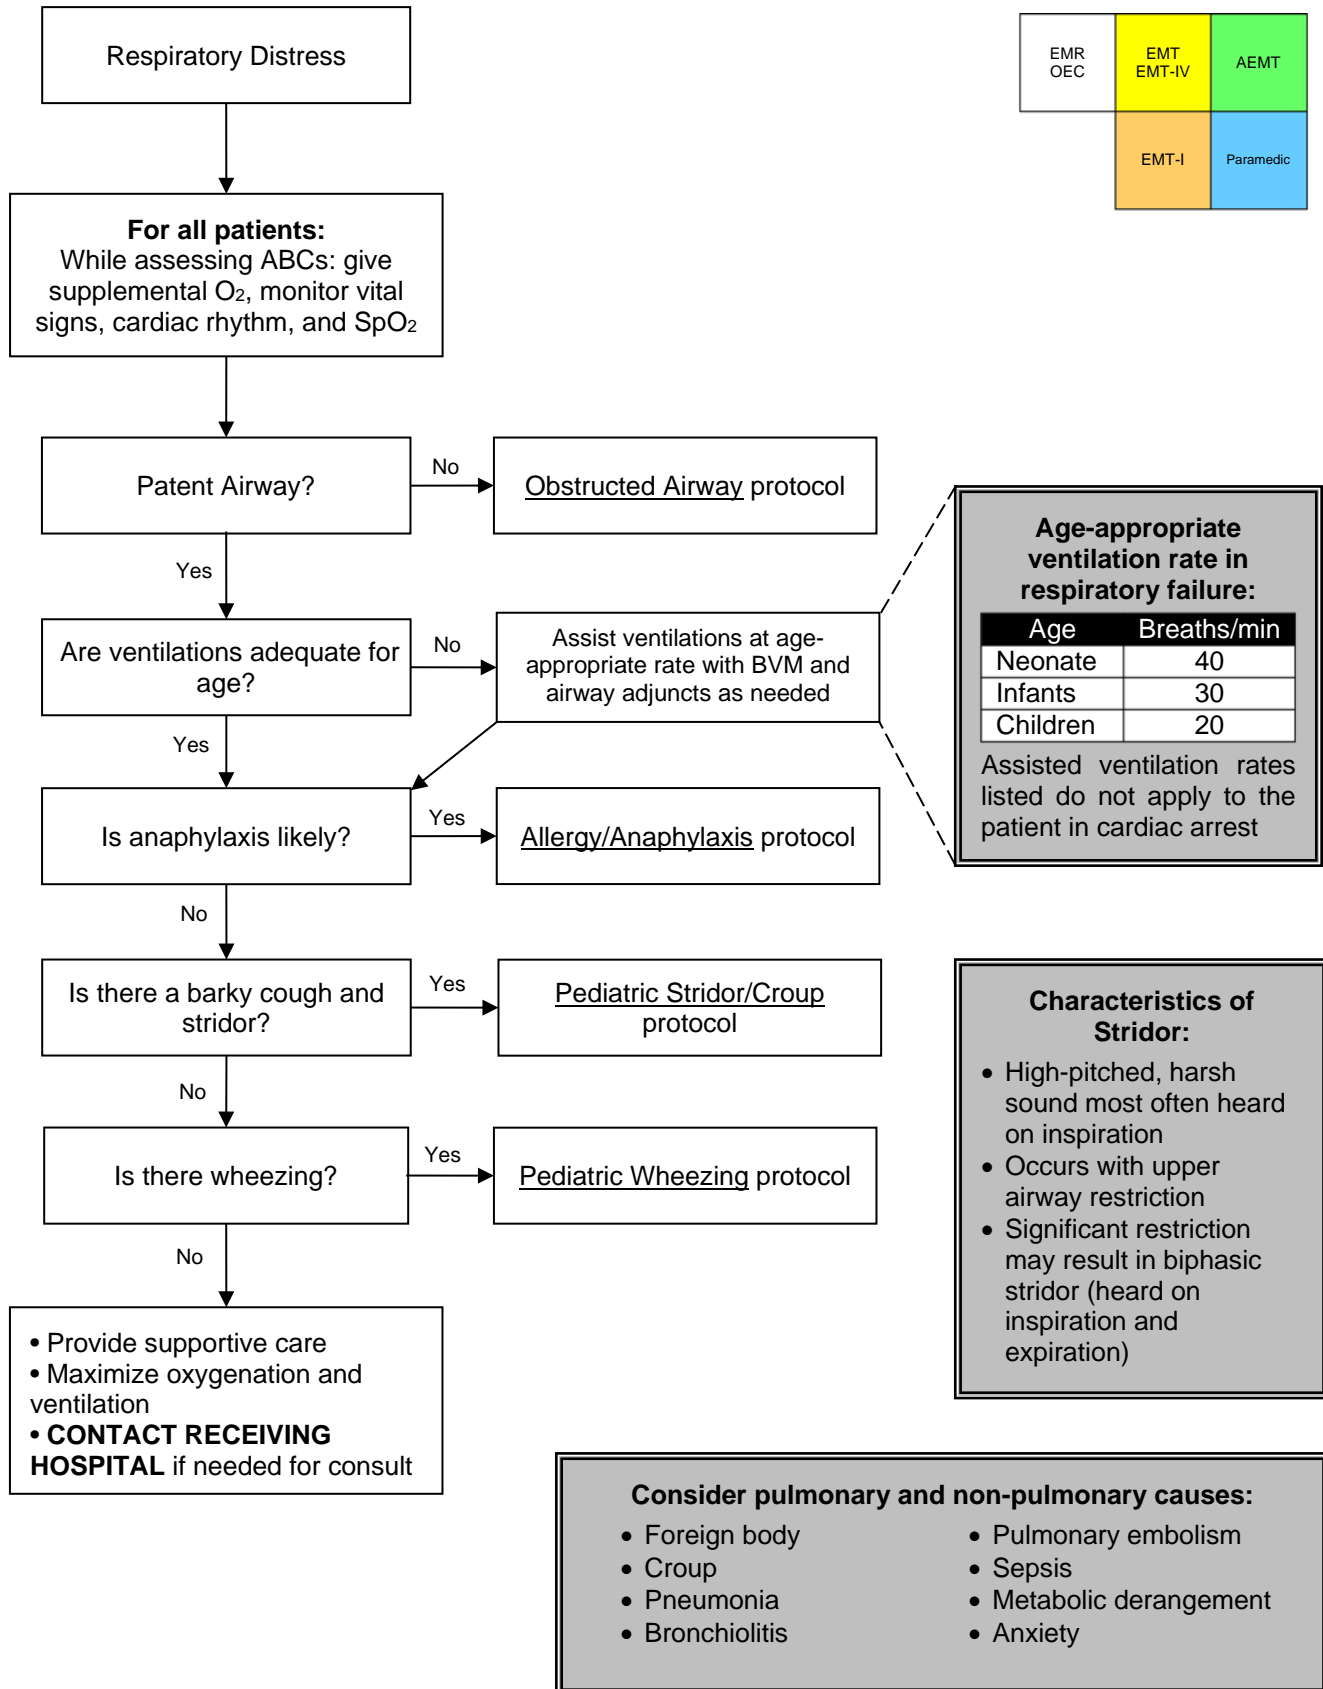 Respiratory Distress
EMR
OEC
EMT
EMT-IV
AEMT
EMT-I
Paramedic
For all patients:
While assessing ABCs: give
supplemental O2, monitor vital
signs, cardiac rhythm, and SpO2
Patent Airway?
No
Obstructed Airway protocol
Yes
Are ventilations adequate for
age?
No
Assist ventilations at age-
appropriate rate with BVM and
airway adjuncts as needed
Age-appropriate
ventilation rate in
respiratory failure:
Age Breaths/min
Neonate 40
Infants 30
Children 20
Assisted ventilation rates
listed do not apply to the
patient in cardiac arrest
Yes
Is anaphylaxis likely?
Yes
Allergy/Anaphylaxis protocol
No
Is there a barky cough and
stridor?
Yes
Pediatric Stridor/Croup
protocol
Characteristics of
Stridor:
• High-pitched, harsh
sound most often heard
on inspiration
• Occurs with upper
airway restriction
• Significant restriction
may result in biphasic
stridor (heard on
inspiration and
expiration)
No
Is there wheezing?
Yes
Pediatric Wheezing protocol
No
• Provide supportive care
• Maximize oxygenation and
ventilation
• CONTACT RECEIVING
HOSPITAL if needed for consult
Consider pulmonary and non-pulmonary causes:
• Foreign body
• Croup
• Pneumonia
• Bronchiolitis
• Pulmonary embolism
• Sepsis
• Metabolic derangement
• Anxiety